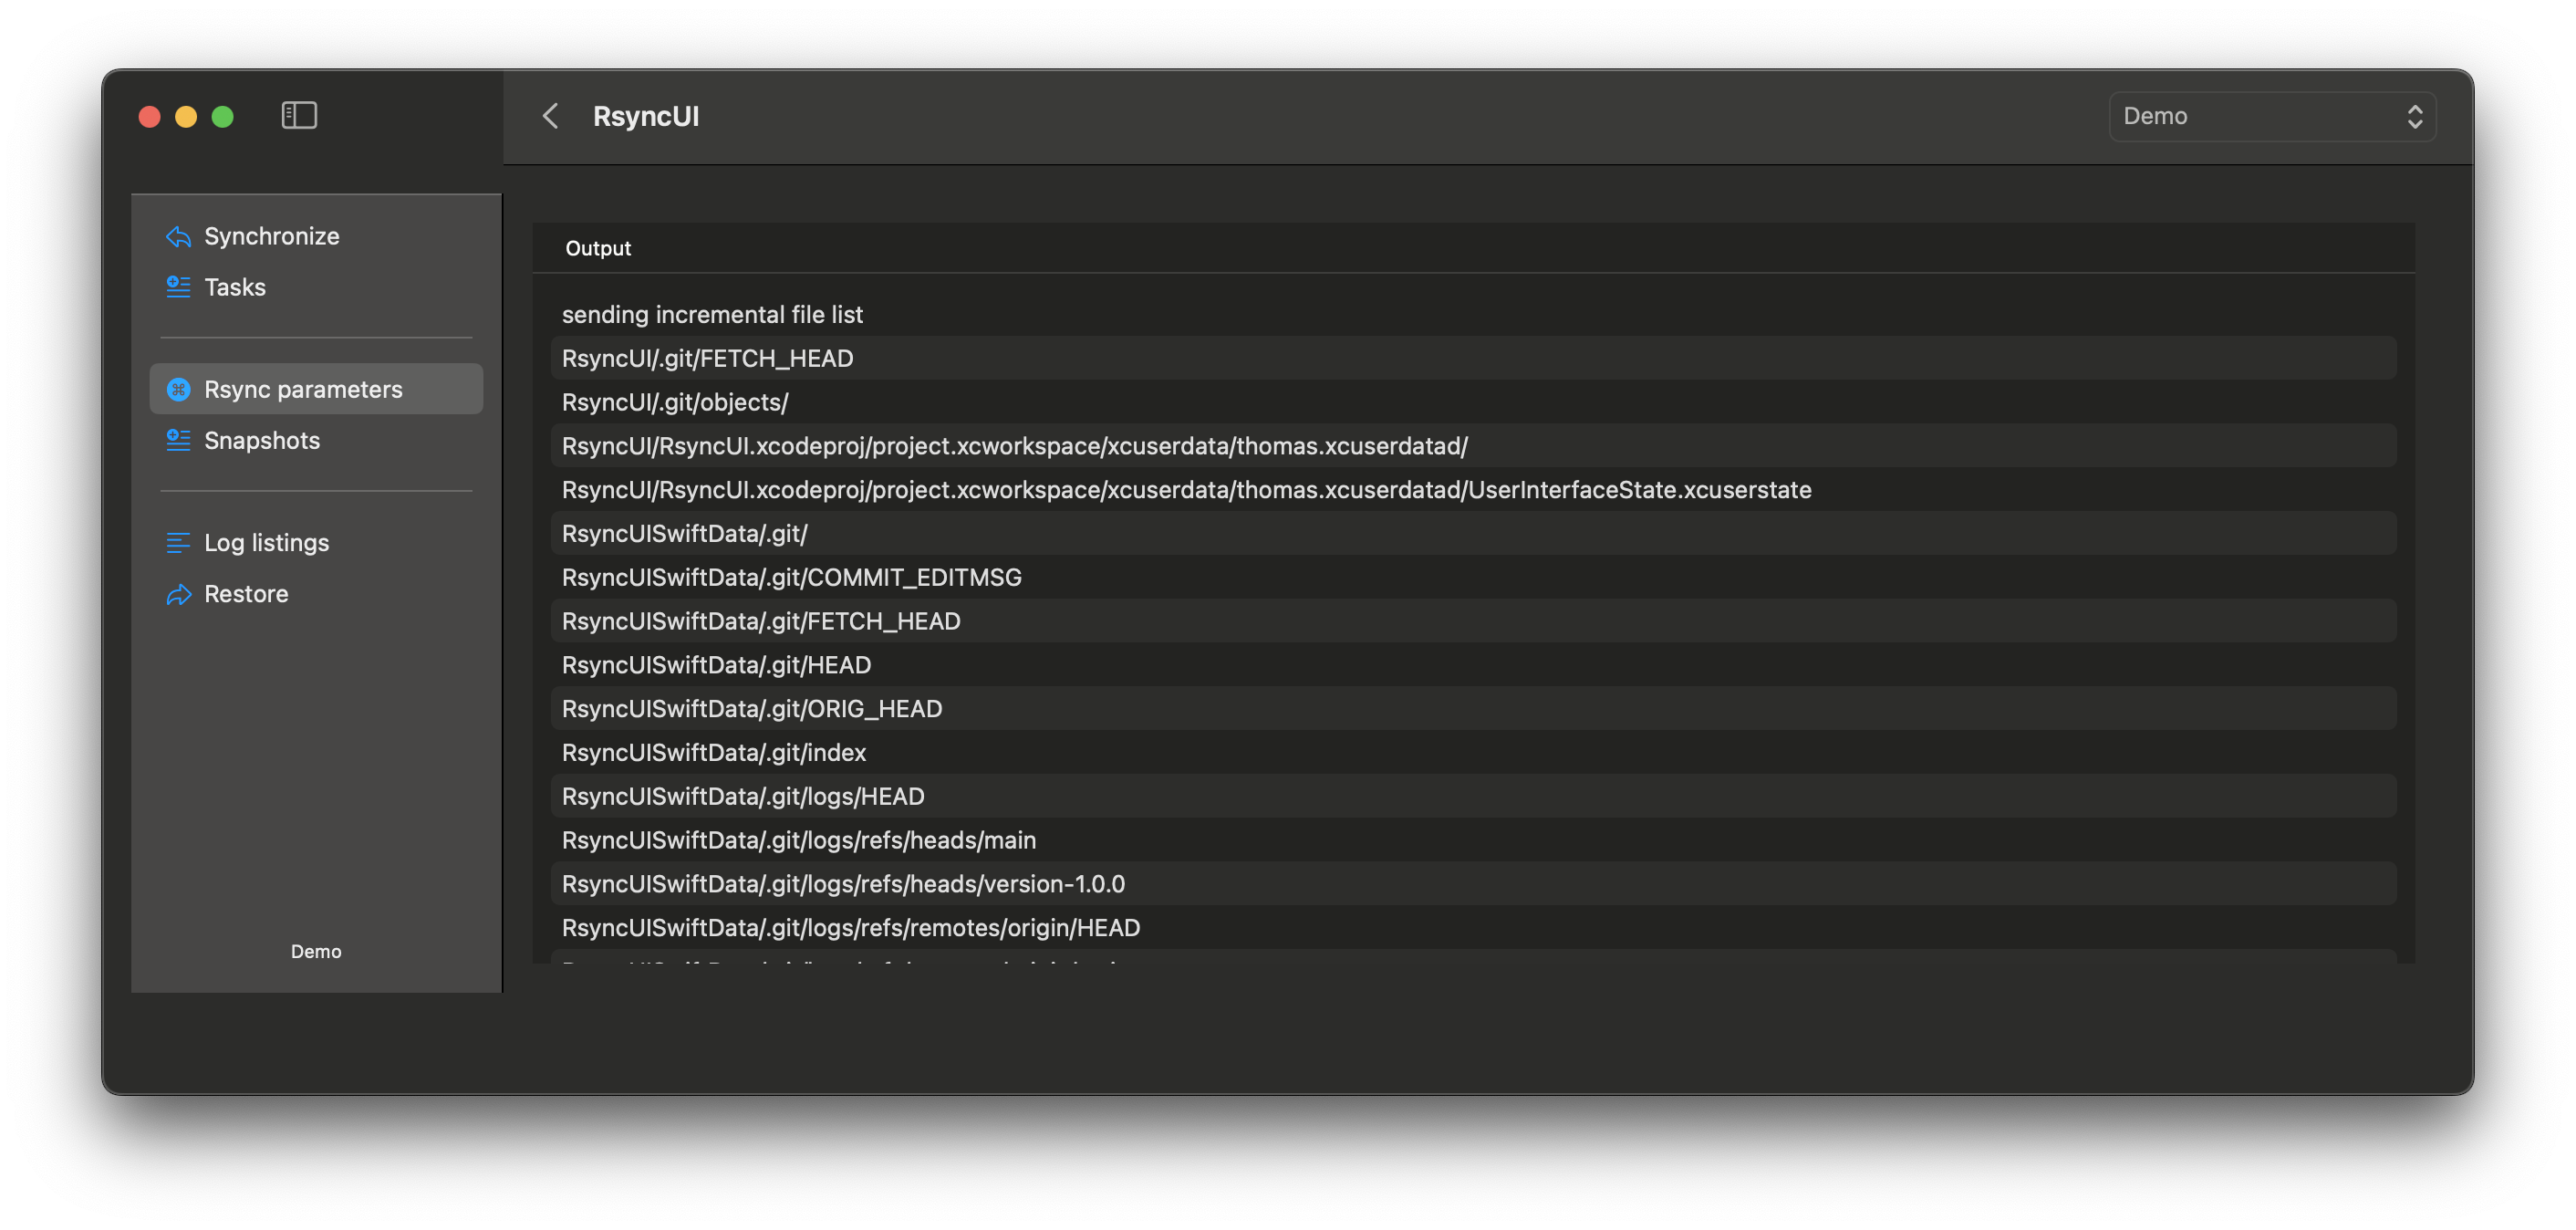 RsyncUI
Demo
Synchronize
Tasks
Rsync parameters
Snapshots
Log listings
Restore
Demo
Output
sending incremental file list
RsyncUI/.git/FETCH_HEAD
RsyncUI/.git/objects/
RsyncUI/RsyncUI.xcodeproj/project.xcworkspace/xcuserdata/thomas.xcuserdatad/
RsyncUI/RsyncUI.xcodeproj/project.xcworkspace/xcuserdata/thomas.xcuserdatad/UserInterfaceState.xcuserstate
RsyncUISwiftData/.git/
RsyncUISwiftData/.git/COMMIT_EDITMSG
RsyncUISwiftData/.git/FETCH_HEAD
RsyncUISwiftData/.git/HEAD
RsyncUISwiftData/.git/ORIG_HEAD
RsyncUISwiftData/.git/index
RsyncUISwiftData/.git/logs/HEAD
RsyncUISwiftData/.git/logs/refs/heads/main
RsyncUISwiftData/.git/logs/refs/heads/version-1.0.0
RsyncUISwiftData/.git/logs/refs/remotes/origin/HEAD